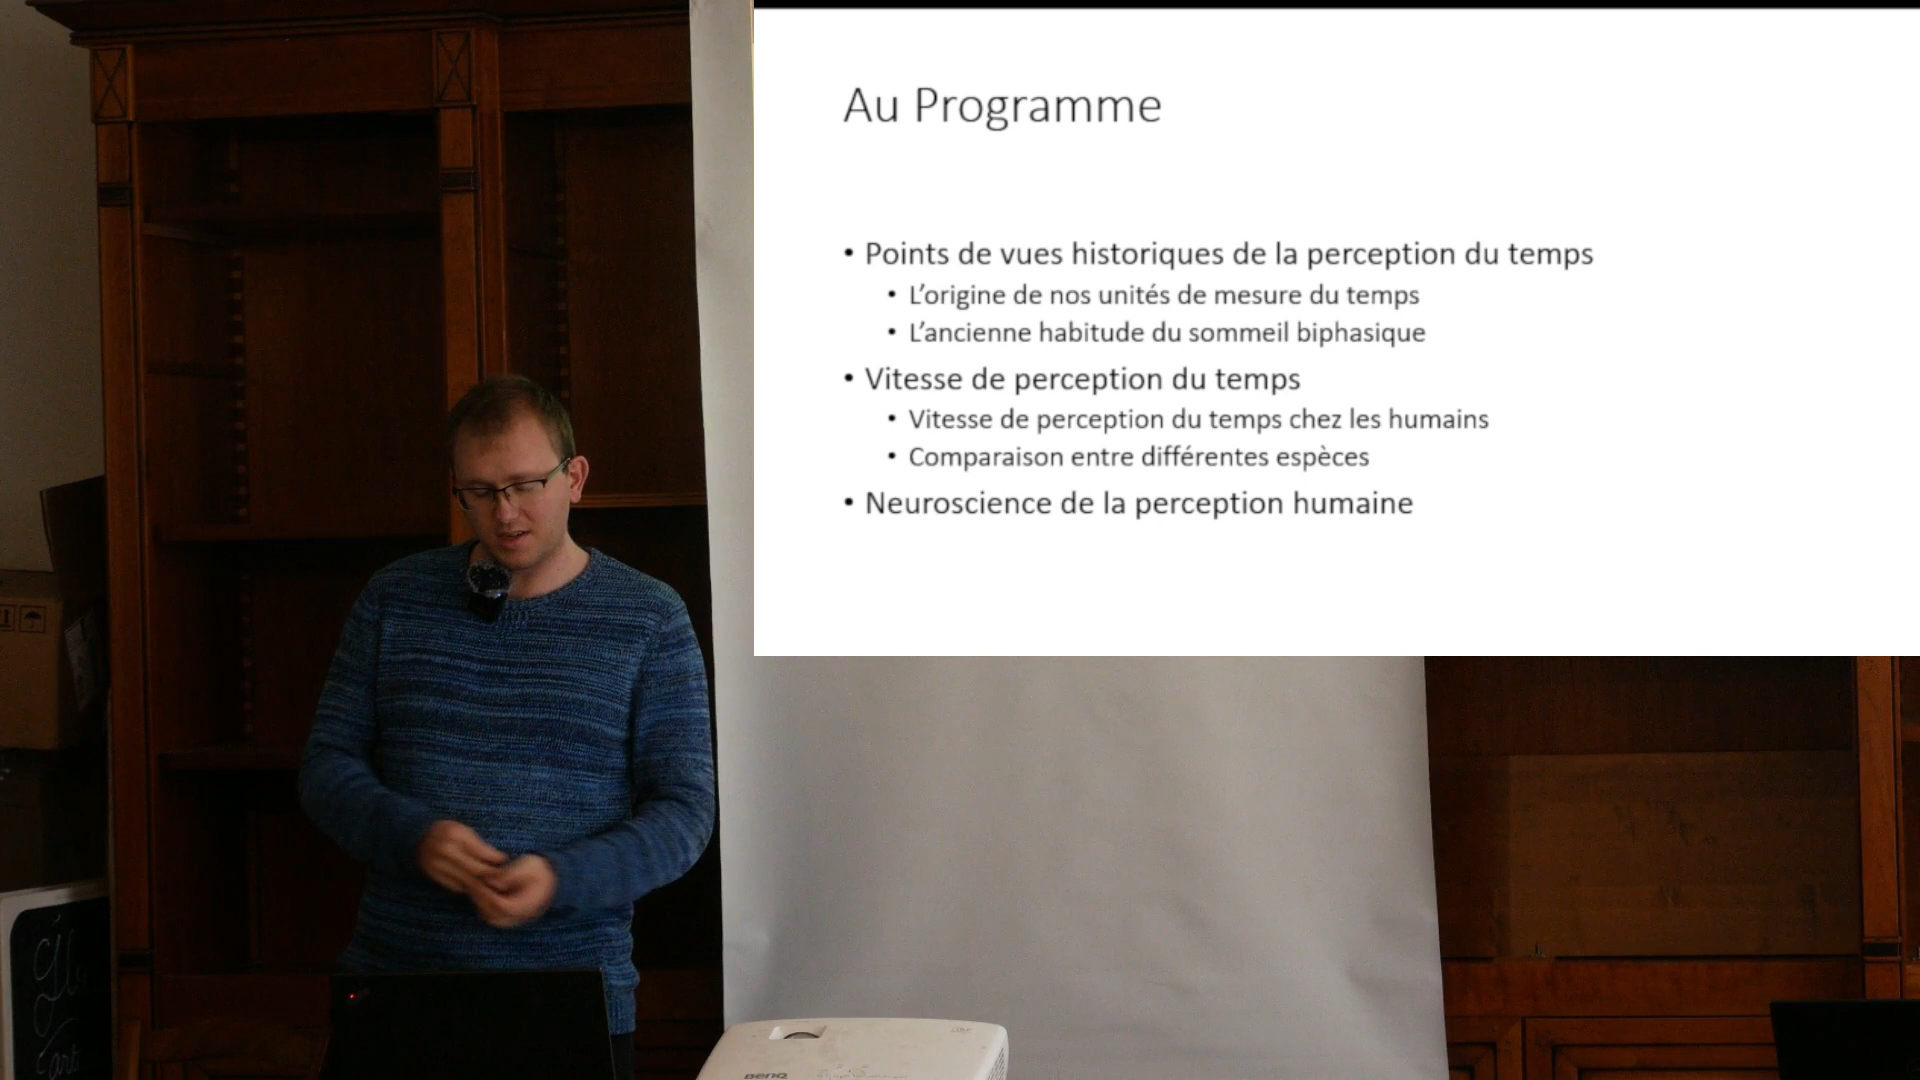 Au Programme
• Points de vues historiques de la perception du temps
• L'origine de nos unités de mesure du temps
• L'ancienne habitude du sommeil biphasique
• Vitesse de perception du temps
• Vitesse de perception du temps chez les humains
• Comparaison entre différentes espèces
• Neuroscience de la perception humaine
BenQ